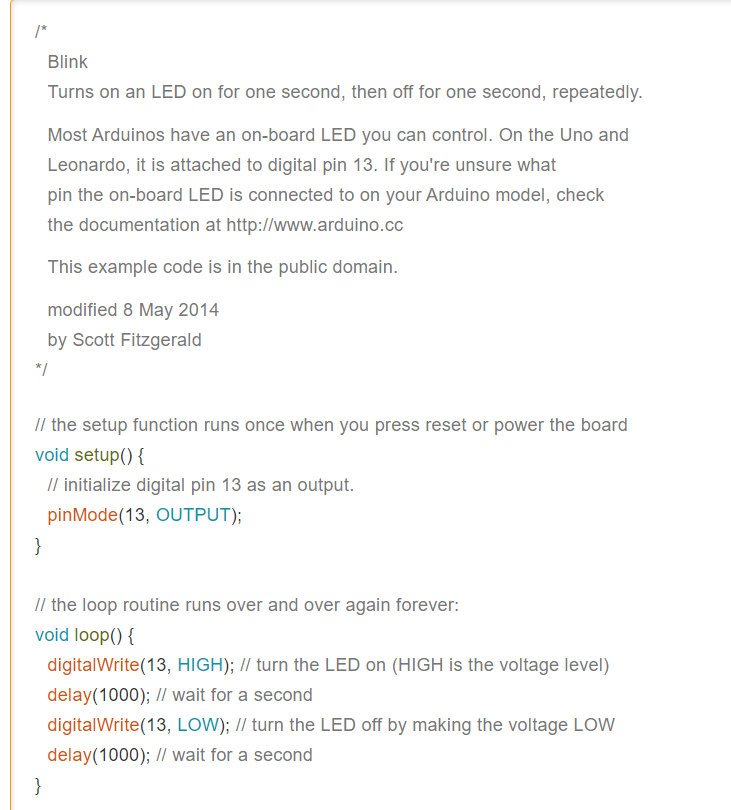 /*
Blink
Turns on an LED on for one second, then off for one second, repeatedly.
Most Arduinos have an on-board LED you can control. On the Uno and
Leonardo, it is attached to digital pin 13. If you're unsure what
pin the on-board LED is connected to on your Arduino model, check
the documentation at http://www.arduino.cc
This example code is in the public domain.
modified 8 May 2014
by Scott Fitzgerald
*/
// the setup function runs once when you press reset or power the board
void setup() {
// initialize digital pin 13 as an output.
pinMode(13, OUTPUT);
}
// the loop routine runs over and over again forever:
void loop() {
digitalWrite(13, HIGH); // turn the LED on (HIGH is the voltage level)
delay(1000); // wait for a second
digitalWrite(13, LOW); // turn the LED off by making the voltage LOW
delay(1000); // wait for a second
}